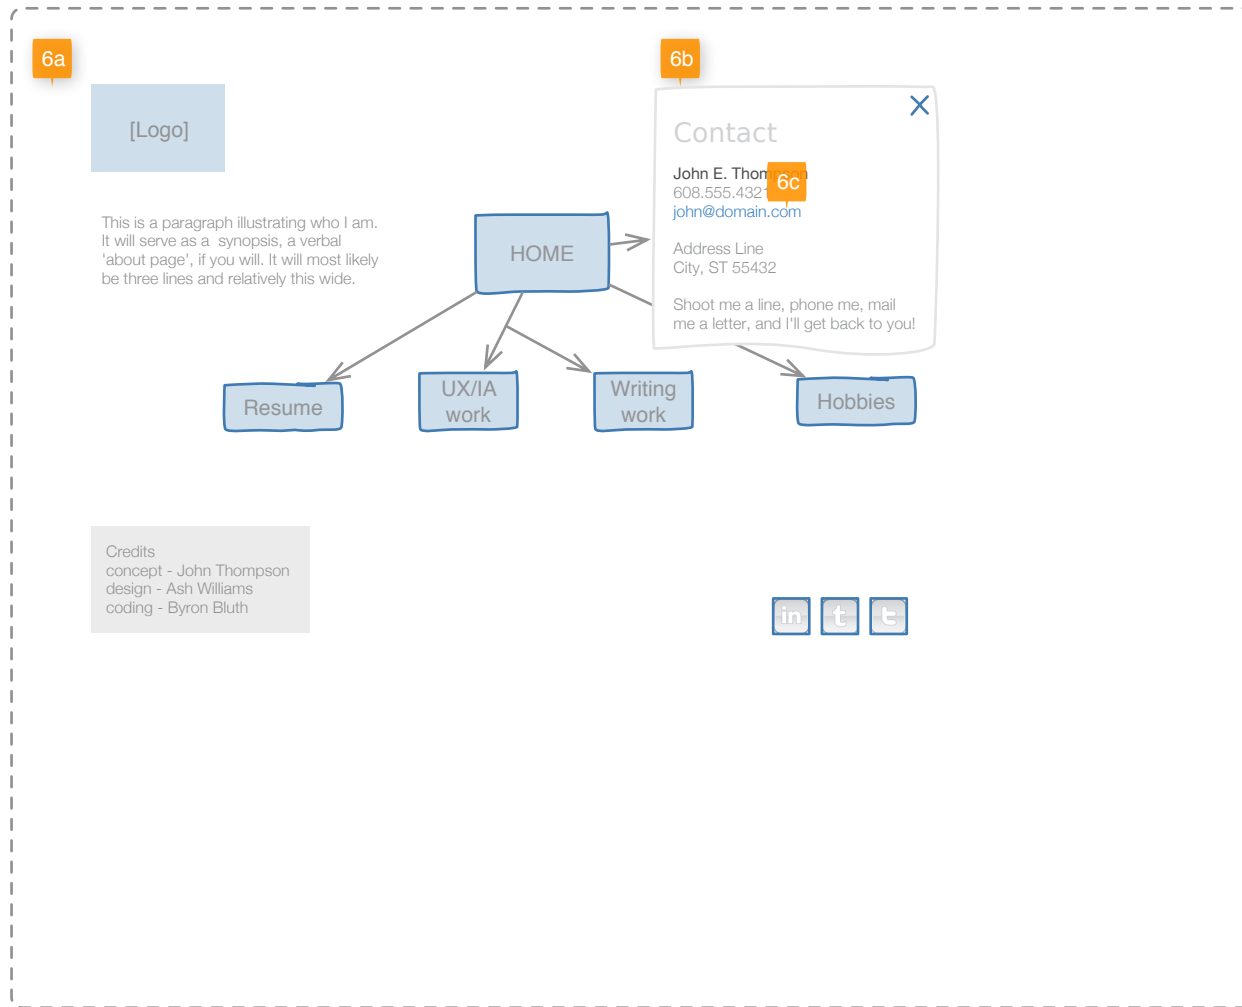 6a
6b
[Logo]
Contact
John E. Thompson
6c
608.555.4321
john@domain.com
This is a paragraph illustrating who I am.
It will serve as a synopsis, a verbal
'about page', if you will. It will most likely
be three lines and relatively this wide.
HOME
Address Line
City, ST 55432
Shoot me a line, phone me, mail
me a letter, and I'll get back to you!
Resume
UX/IA
work
Writing
work
Hobbies
Credits
concept - John Thompson
design - Ash Williams
coding - Byron Bluth
in
t
t